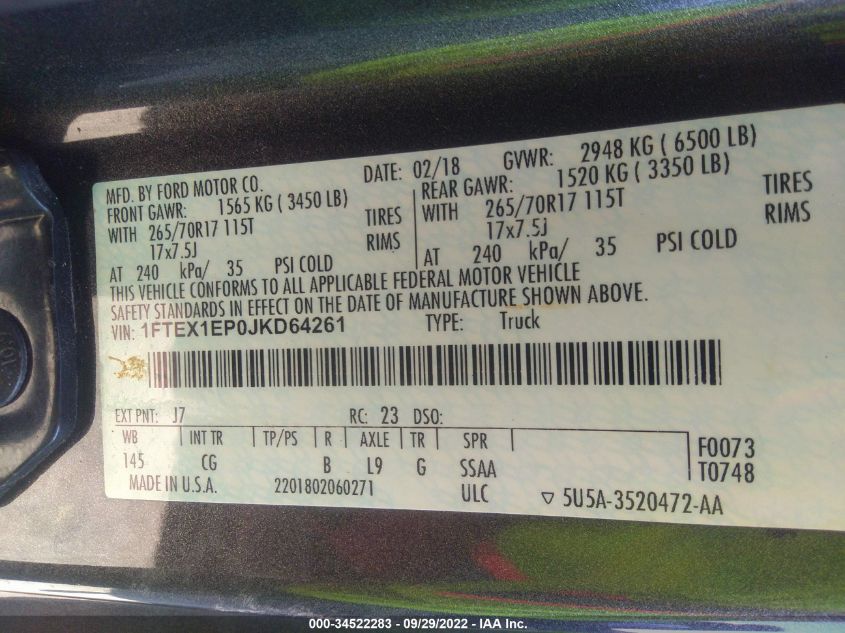 MFD. BY FORD MOTOR CO. DATE: 02/18 GVWR: 2948 KG ( 6500 LB)
FRONT GAWR: 1565 KG ( 3450 LB) REAR GAWR: 1520 KG ( 3350 LB)
WITH 265/70R17 115T TIRES WITH 265/70R17 115T TIRES
17x7.5J RIMS 17x7.5J RIMS
AT 240 kPa/ 35 PSI COLD AT 240 kPa/ 35 PSI COLD
THIS VEHICLE CONFORMS TO ALL APPLICABLE FEDERAL MOTOR VEHICLE
SAFETY STANDARDS IN EFFECT ON THE DATE OF MANUFACTURE SHOWN ABOVE.
VIN: 1FTEX1EP0JKD64261 TYPE: Truck
EXT PNT: J7 RC: 23 DSO:
WB INT TR TP/PS R AXLE TR SPR F0073
145 CG B L9 G SSAA T0748
MADE IN U.S.A. 2201802060271 ULC ▽ 5U5A-3520472-AA
000-34522283 - 09/29/2022 - IAAI Inc.